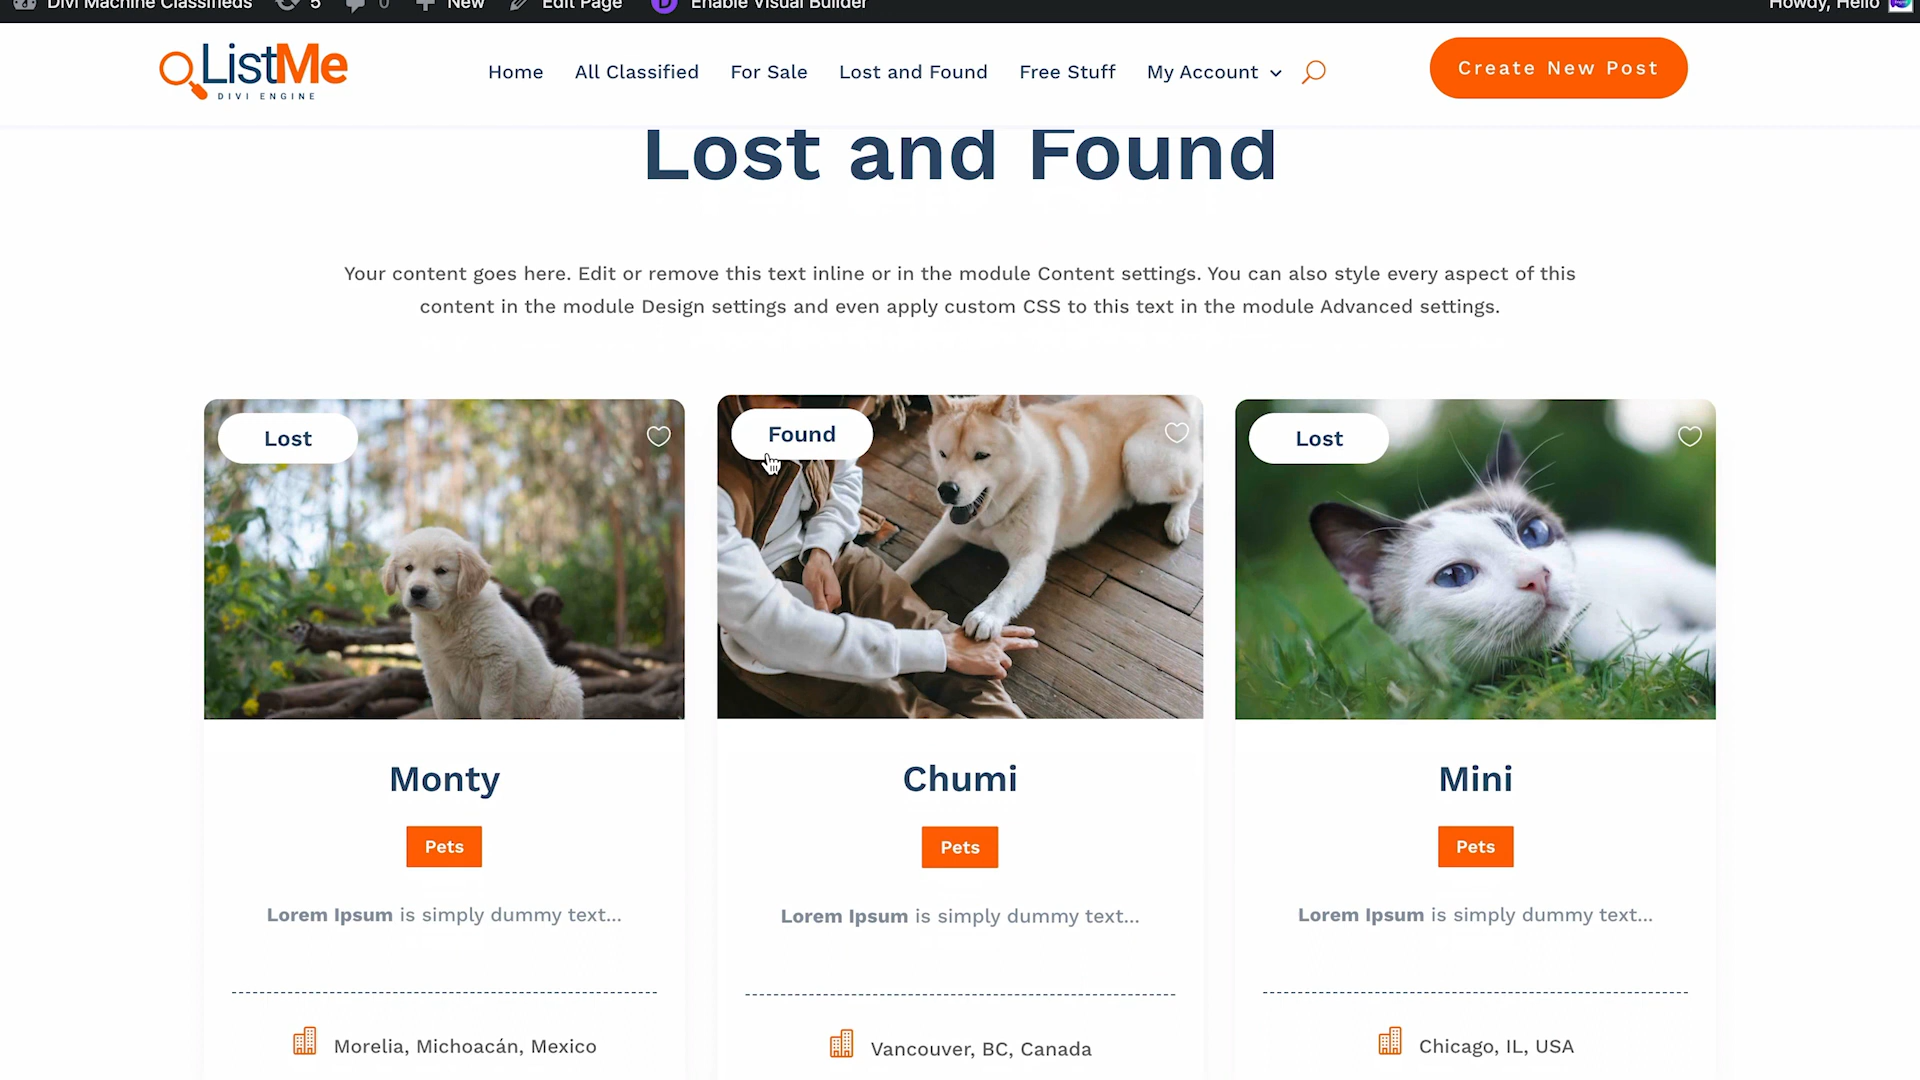 Divi Machine Classifieds 5 0 New Edit Page Enable Visual Builder Howdy, Hello
ListMe
DIVI ENGINE
Home All Classified For Sale Lost and Found Free Stuff My Account
Create New Post
Lost and Found
Your content goes here. Edit or remove this text inline or in the module Content settings. You can also style every aspect of this
content in the module Design settings and even apply custom CSS to this text in the module Advanced settings.
Lost
Found
Lost
Monty
Chumi
Mini
Pets
Pets
Pets
Lorem Ipsum is simply dummy text...
Lorem Ipsum is simply dummy text...
Lorem Ipsum is simply dummy text...
Morelia, Michoacán, Mexico
Vancouver, BC, Canada
Chicago, IL, USA